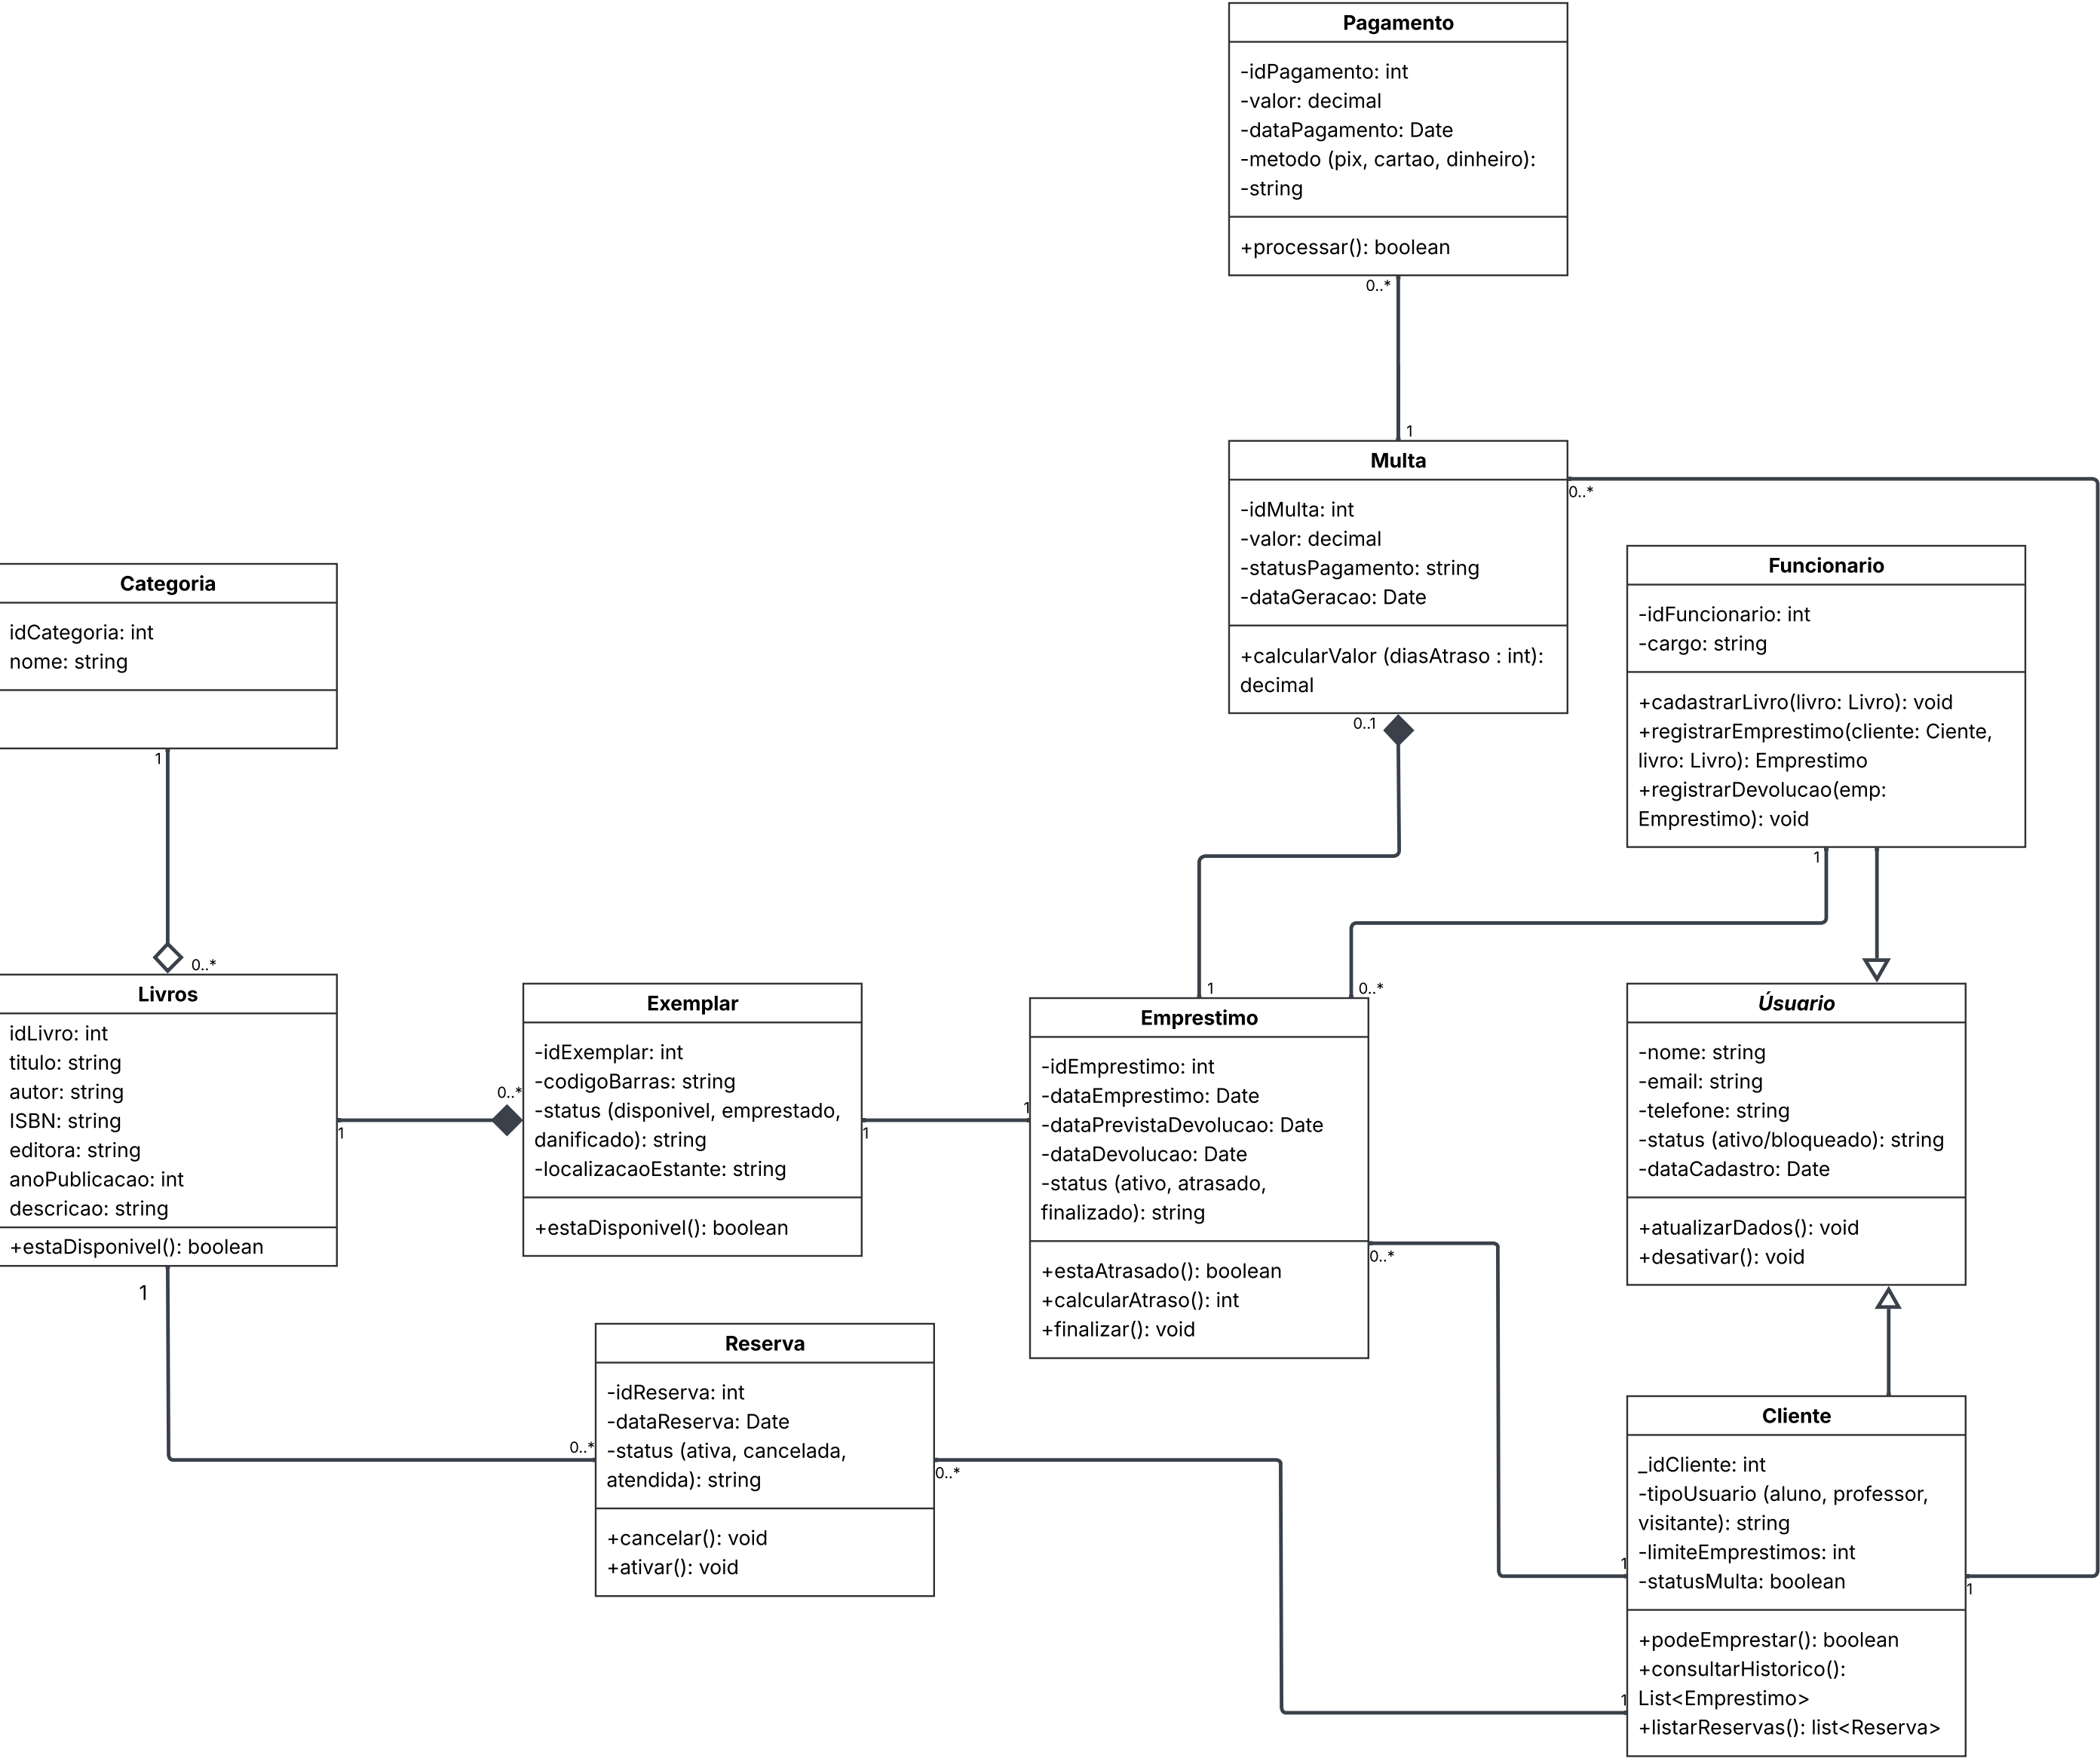 Pagamento
-idPagamento: int
-valor: decimal
-dataPagamento: Date
-metodo (pix, cartao, dinheiro):
-string
+processar(): boolean
0..*
1
Multa
-idMulta: int
-valor: decimal
-statusPagamento: string
-dataGeracao: Date
+calcularValor (diasAtraso : int):
decimal
0..*
0..1
Funcionario
-idFuncionario: int
-cargo: string
+cadastrarLivro(livro: Livro): void
+registrarEmprestimo(cliente: Ciente,
livro: Livro): Emprestimo
+registrarDevolucao(emp:
Emprestimo): void
1
Categoria
idCategoria: int
nome: string
1
0..*
Livros
idLivro: int
titulo: string
autor: string
ISBN: string
editora: string
anoPublicacao: int
descricao: string
+estaDisponivel(): boolean
1
1
0..*
Exemplar
-idExemplar: int
-codigoBarras: string
-status (disponivel, emprestado,
danificado): string
-localizacaoEstante: string
+estaDisponivel(): boolean
1
1
1
0..*
Emprestimo
-idEmprestimo: int
-dataEmprestimo: Date
-dataPrevistaDevolucao: Date
-dataDevolucao: Date
-status (ativo, atrasado,
finalizado): string
+estaAtrasado(): boolean
+calcularAtraso(): int
+finalizar(): void
0..*
Úsuario
-nome: string
-email: string
-telefone: string
-status (ativo/bloqueado): string
-dataCadastro: Date
+atualizarDados(): void
+desativar(): void
0..*
Reserva
-idReserva: int
-dataReserva: Date
-status (ativa, cancelada,
atendida): string
+cancelar(): void
+ativar(): void
0..*
Cliente
_idCliente: int
-tipoUsuario (aluno, professor,
visitante): string
-limiteEmprestimos: int
-statusMulta: boolean
+podeEmprestar(): boolean
+consultarHistorico():
List<Emprestimo>
+listarReservas(): list<Reserva>
1
1
1